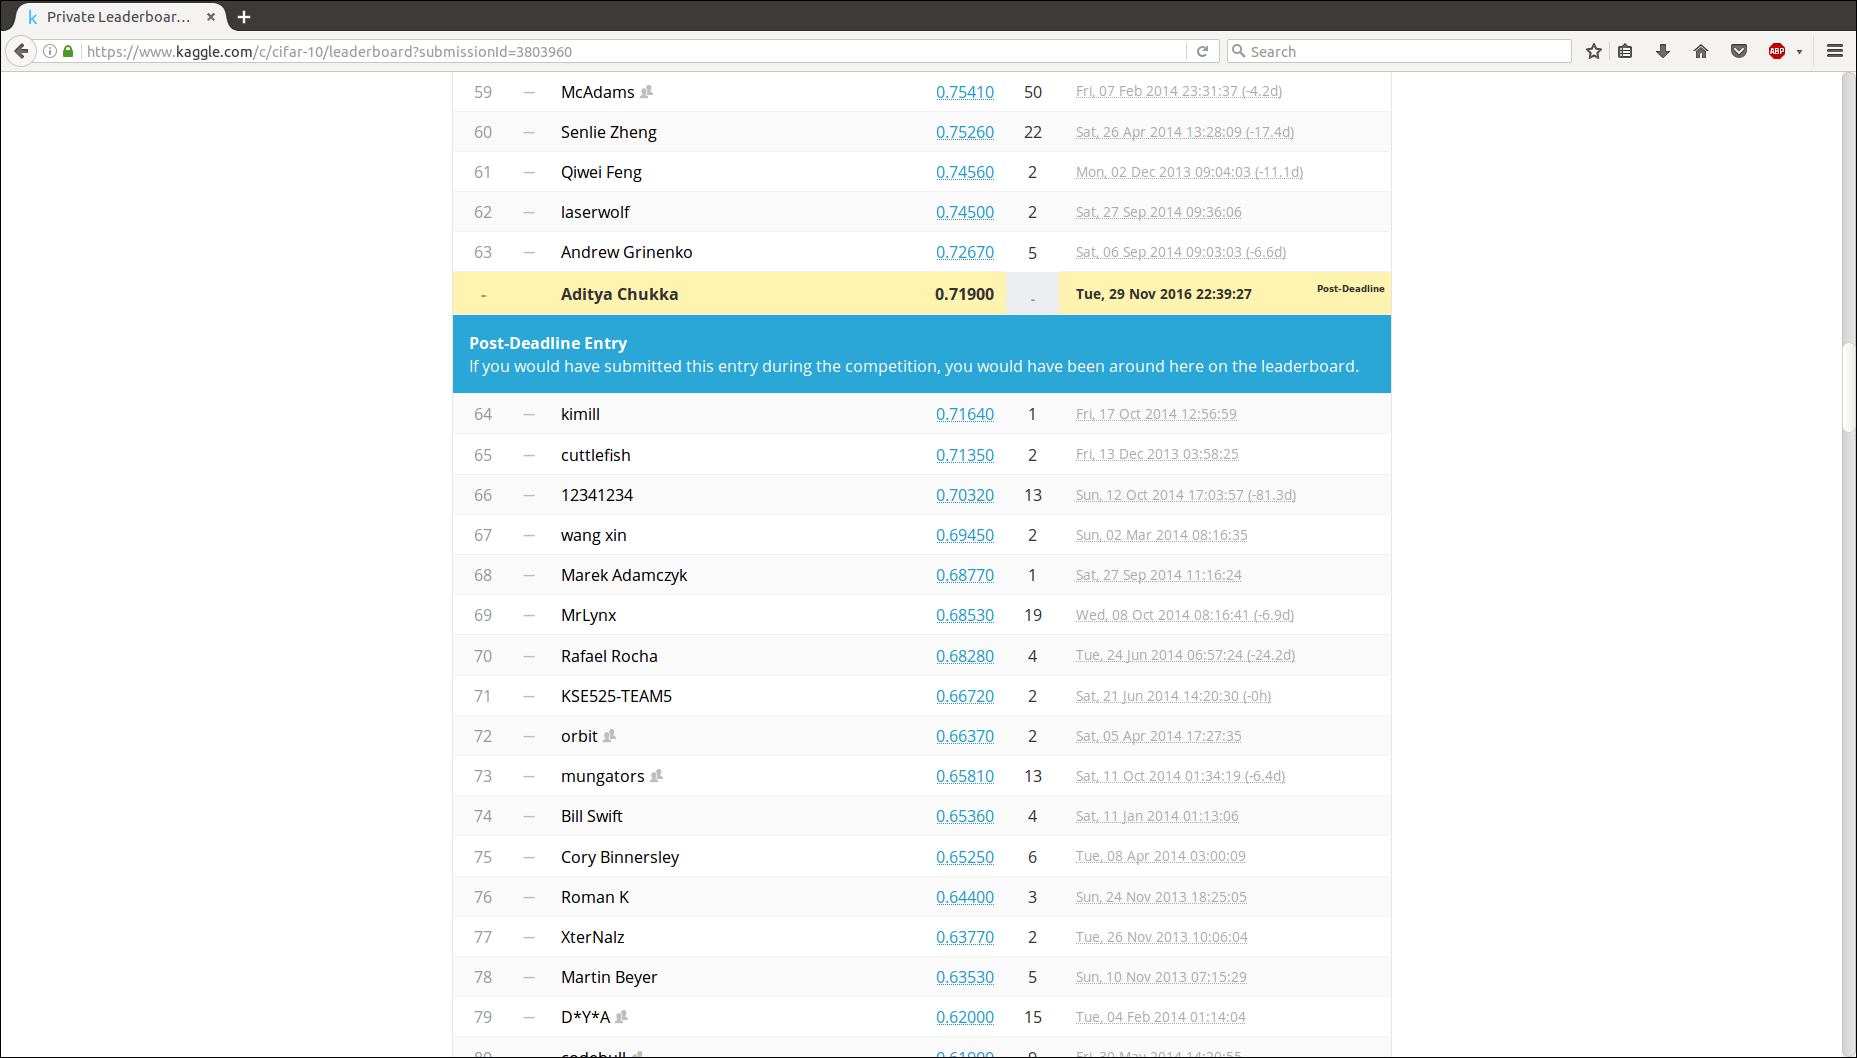 k Private Leaderboar... × +
https://www.kaggle.com/c/cifar-10/leaderboard?submissionId=3803960 Search ABP
59 — McAdams 0.75410 50 Fri, 07 Feb 2014 23:31:37 (-4.2d)
60 — Senlie Zheng 0.75260 22 Sat, 26 Apr 2014 13:28:09 (-17.4d)
61 — Qiwei Feng 0.74560 2 Mon, 02 Dec 2013 09:04:03 (-11.1d)
62 — laserwolf 0.74500 2 Sat, 27 Sep 2014 09:36:06
63 — Andrew Grinenko 0.72670 5 Sat, 06 Sep 2014 09:03:03 (-6.6d)
- Aditya Chukka 0.71900 - Tue, 29 Nov 2016 22:39:27 Post-Deadline
Post-Deadline Entry
If you would have submitted this entry during the competition, you would have been around here on the leaderboard.
64 — kimill 0.71640 1 Fri, 17 Oct 2014 12:56:59
65 — cuttlefish 0.71350 2 Fri, 13 Dec 2013 03:58:25
66 — 12341234 0.70320 13 Sun, 12 Oct 2014 17:03:57 (-81.3d)
67 — wang xin 0.69450 2 Sun, 02 Mar 2014 08:16:35
68 — Marek Adamczyk 0.68770 1 Sat, 27 Sep 2014 11:16:24
69 — MrLynx 0.68530 19 Wed, 08 Oct 2014 08:16:41 (-6.9d)
70 — Rafael Rocha 0.68280 4 Tue, 24 Jun 2014 06:57:24 (-24.2d)
71 — KSE525-TEAM5 0.66720 2 Sat, 21 Jun 2014 14:20:30 (-0h)
72 — orbit 0.66370 2 Sat, 05 Apr 2014 17:27:35
73 — mungators 0.65810 13 Sat, 11 Oct 2014 01:34:19 (-6.4d)
74 — Bill Swift 0.65360 4 Sat, 11 Jan 2014 01:13:06
75 — Cory Binnersley 0.65250 6 Tue, 08 Apr 2014 03:00:09
76 — Roman K 0.64400 3 Sun, 24 Nov 2013 18:25:05
77 — XterNalz 0.63770 2 Tue, 26 Nov 2013 10:06:04
78 — Martin Beyer 0.63530 5 Sun, 10 Nov 2013 07:15:29
79 — D*Y*A 0.62000 15 Tue, 04 Feb 2014 01:14:04
80